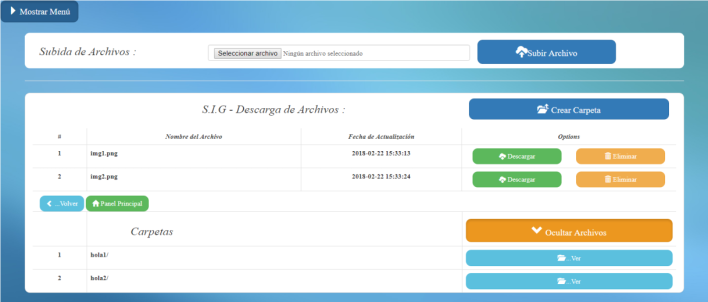 Mostrar Menú
Subida de Archivos :
Seleccionar archivo Ningún archivo seleccionado
Subir Archivo
S.I.G - Descarga de Archivos :
Crear Carpeta
# Nombre del Archivo Fecha de Actualización Options
1 img1.png 2018-02-22 15:33:13 Descargar Eliminar
2 img2.png 2018-02-22 15:33:24 Descargar Eliminar
...Volver Panel Principal
Carpetas Ocultar Archivos
1 hola1/ ...Ver
2 hola2/ ...Ver